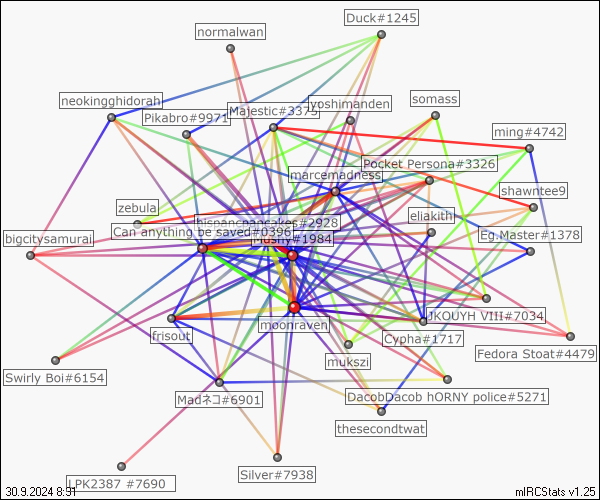 Duck#1245
normalwan
neokingghidorah
Pikabro#9971
Majestic#3375
yoshimanden
somass
ming#4742
marcemadness
Pocket Persona#3326
shawntee9
zebula
hispancpancakes#2928
eliakith
bigcitysamurai
Can anything be saved#0396
Mushy#1984
Eg.Master#1378
moonraven
JKOUYH VIII#7034
frisout
Cypha#1717
Fedora Stoat#4479
mukszi
Swirly Boi#6154
Madネコ#6901
DacobDacob hORNY police#5271
thesecondtwat
Silver#7938
LPK2387 #7690
30.9.2024 8:91
mIRCStats v1.25